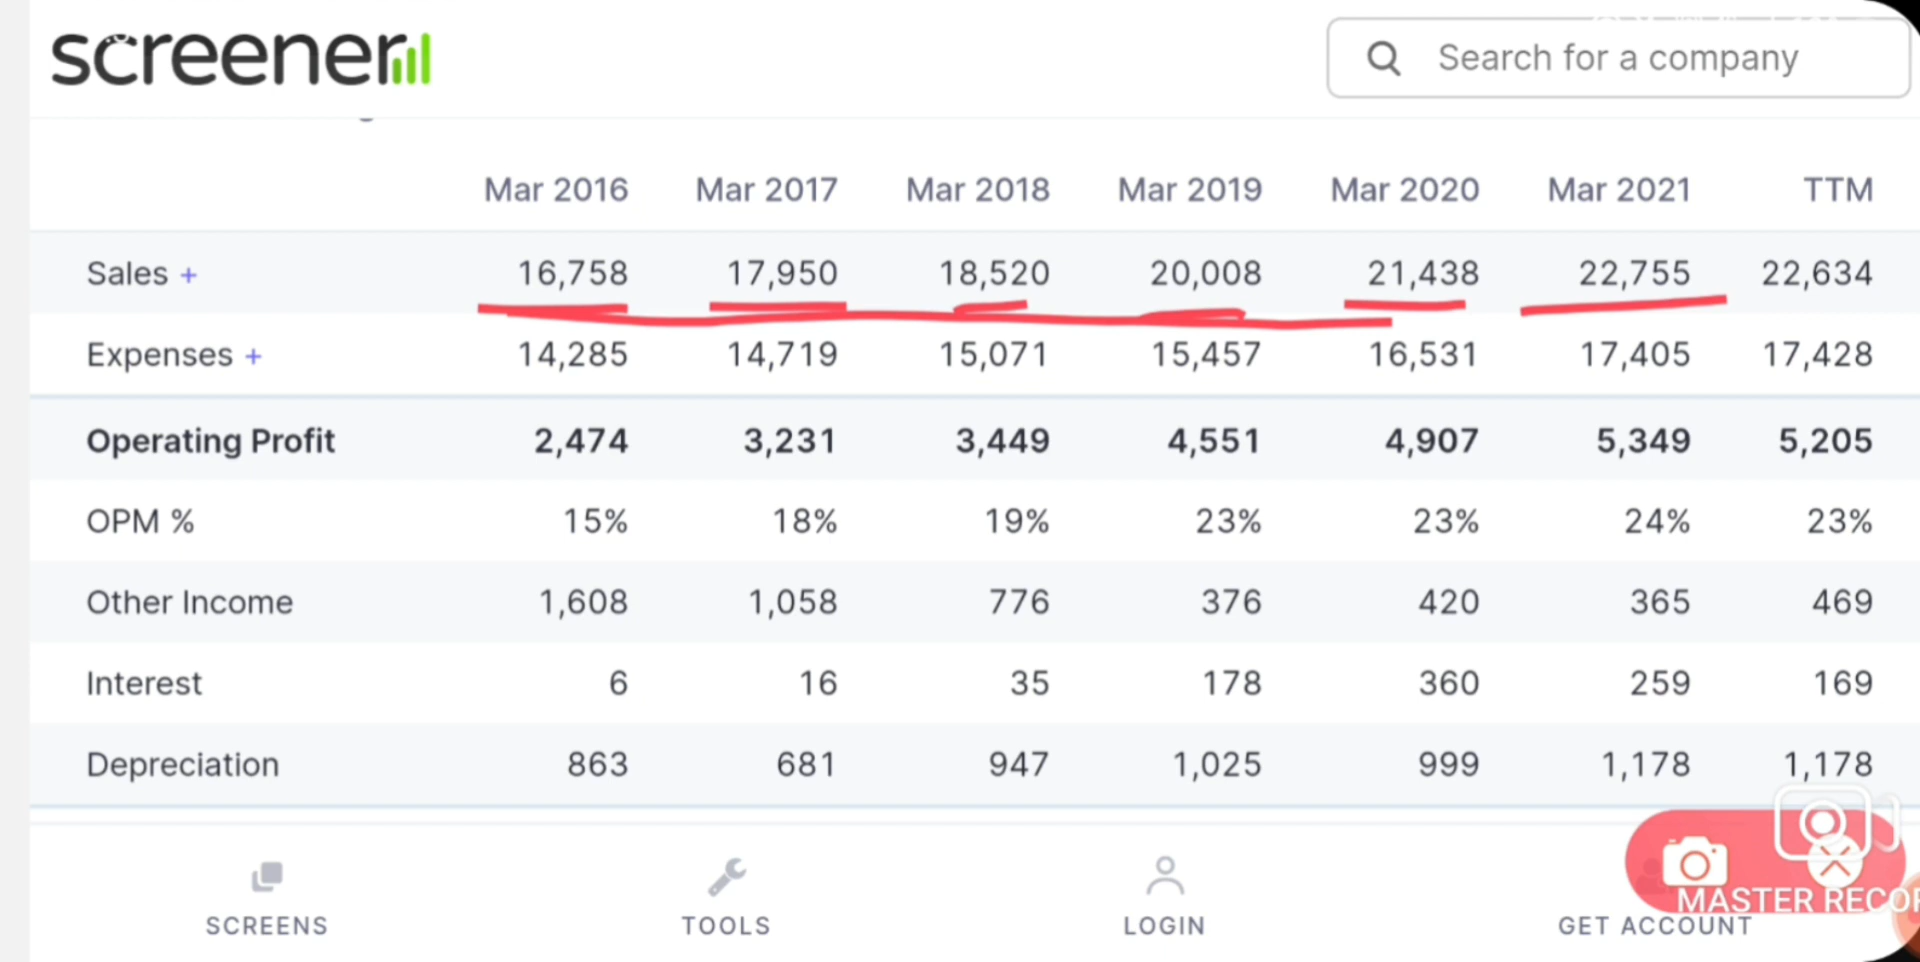 screener
Search for a company
Mar 2016 Mar 2017 Mar 2018 Mar 2019 Mar 2020 Mar 2021 TTM
Sales + 16,758 17,950 18,520 20,008 21,438 22,755 22,634
Expenses + 14,285 14,719 15,071 15,457 16,531 17,405 17,428
Operating Profit 2,474 3,231 3,449 4,551 4,907 5,349 5,205
OPM % 15% 18% 19% 23% 23% 24% 23%
Other Income 1,608 1,058 776 376 420 365 469
Interest 6 16 35 178 360 259 169
Depreciation 863 681 947 1,025 999 1,178 1,178
MASTER RECOR
SCREENS TOOLS LOGIN GET ACCOUNT